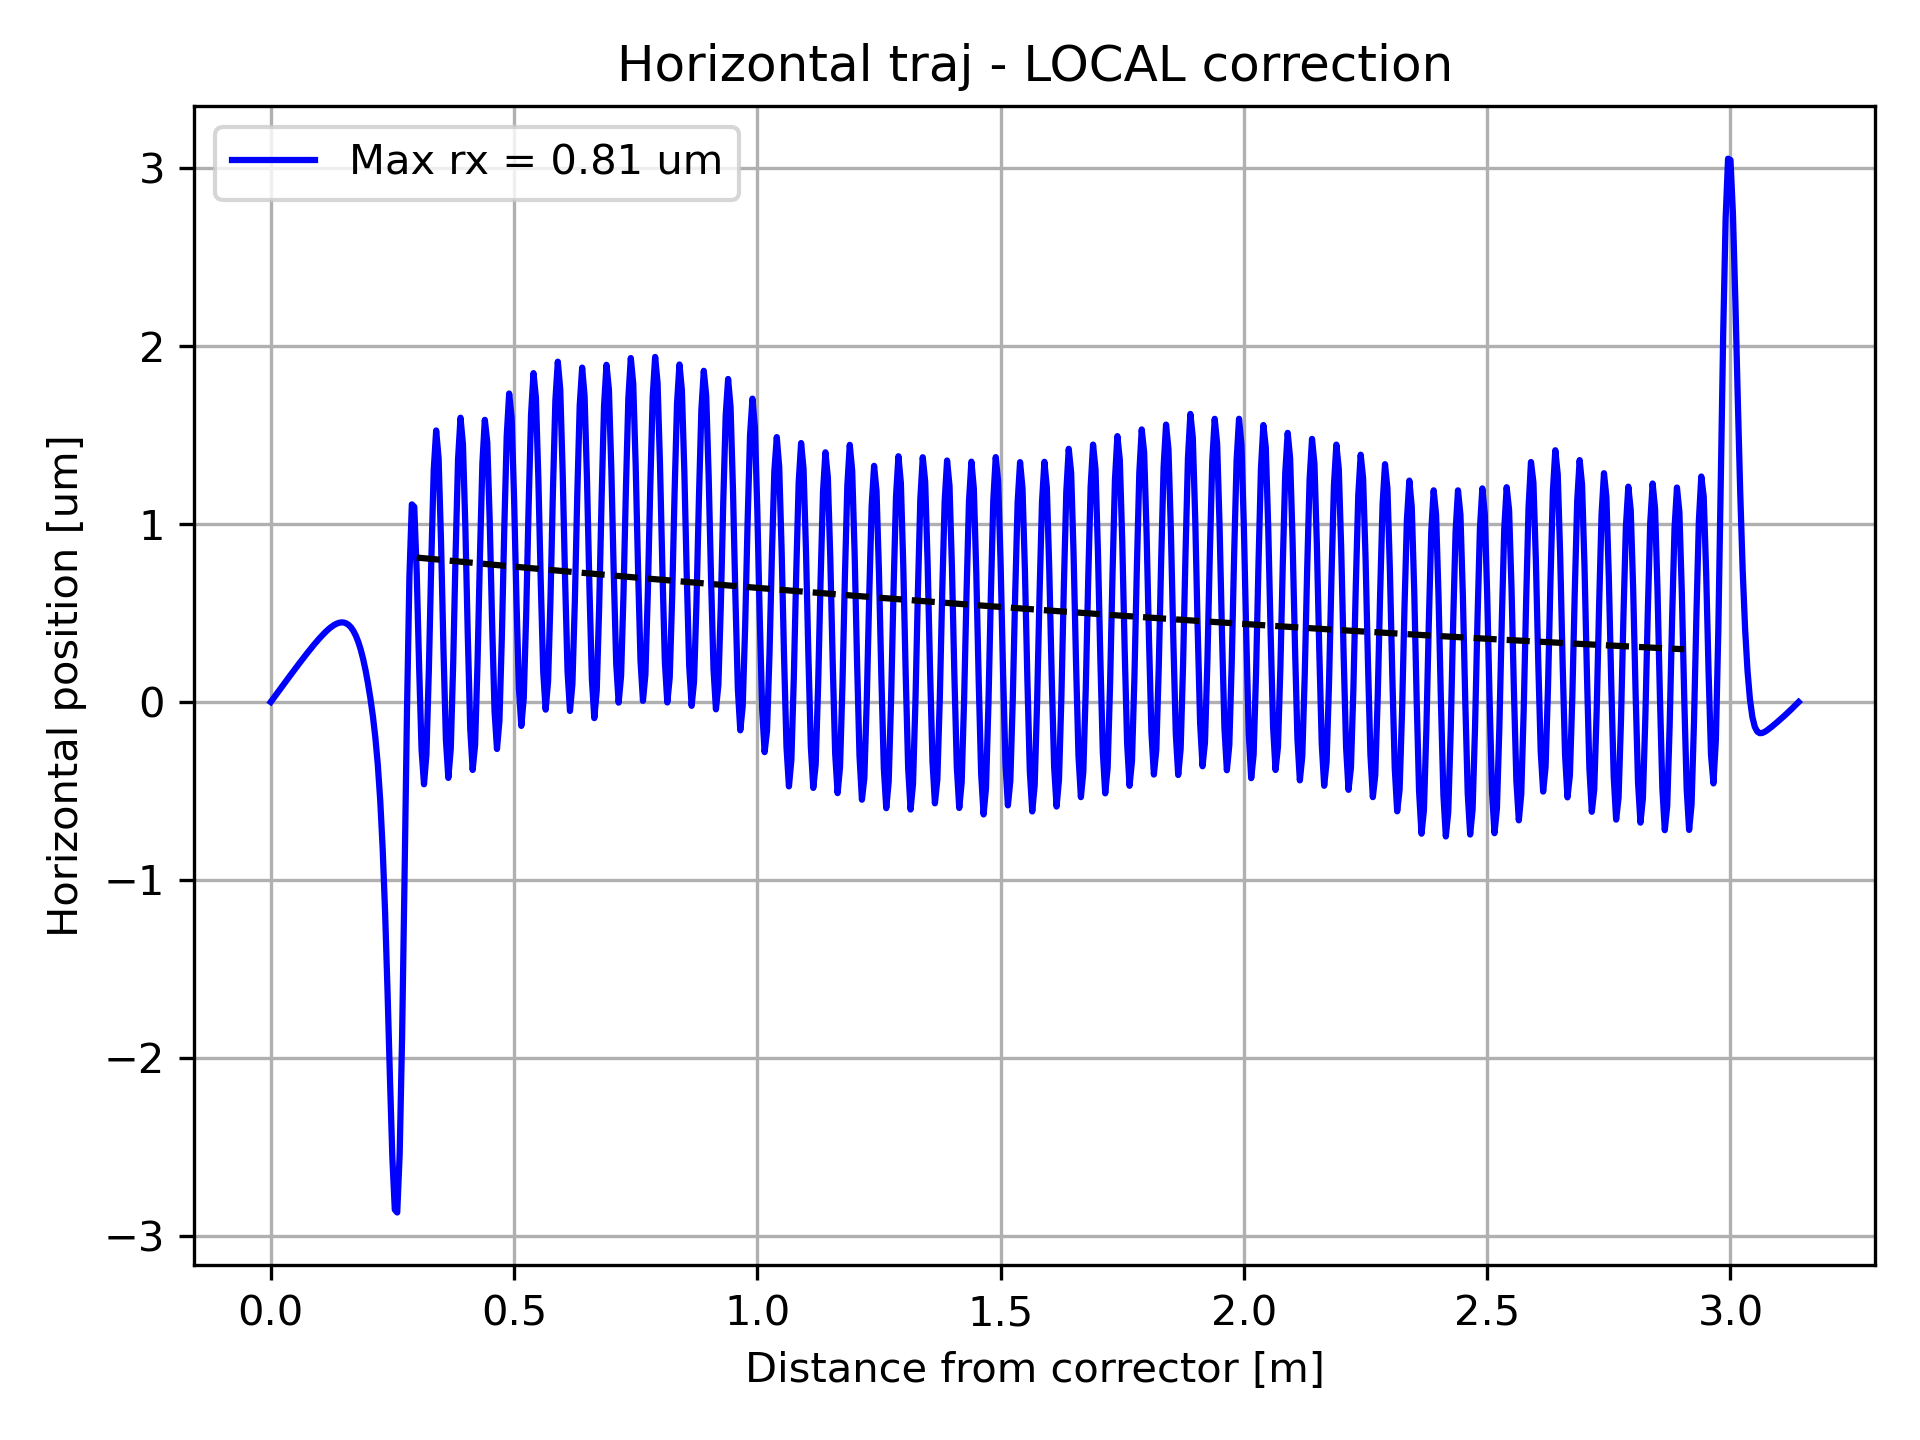 Horizontal traj - LOCAL correction
Max rx = 0.81 um
Horizontal position [um]
3
2
1
0
−1
−2
−3
0.0 0.5 1.0 1.5 2.0 2.5 3.0
Distance from corrector [m]